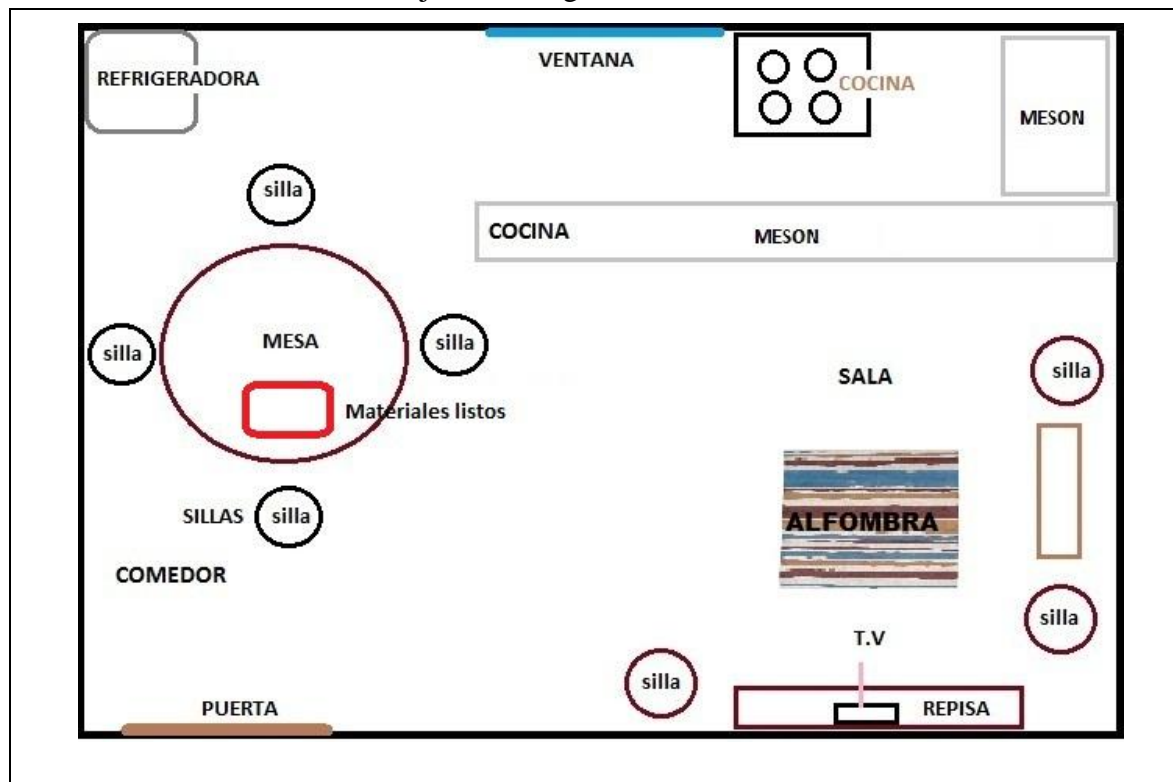 REFRIGERADORA
VENTANA
COCINA
MESON
silla
COCINA
MESON
MESA
silla
silla
Materiales listos
SALA
silla
SILLAS
silla
ALFOMBRA
COMEDOR
silla
T.V
silla
PUERTA
REPISA